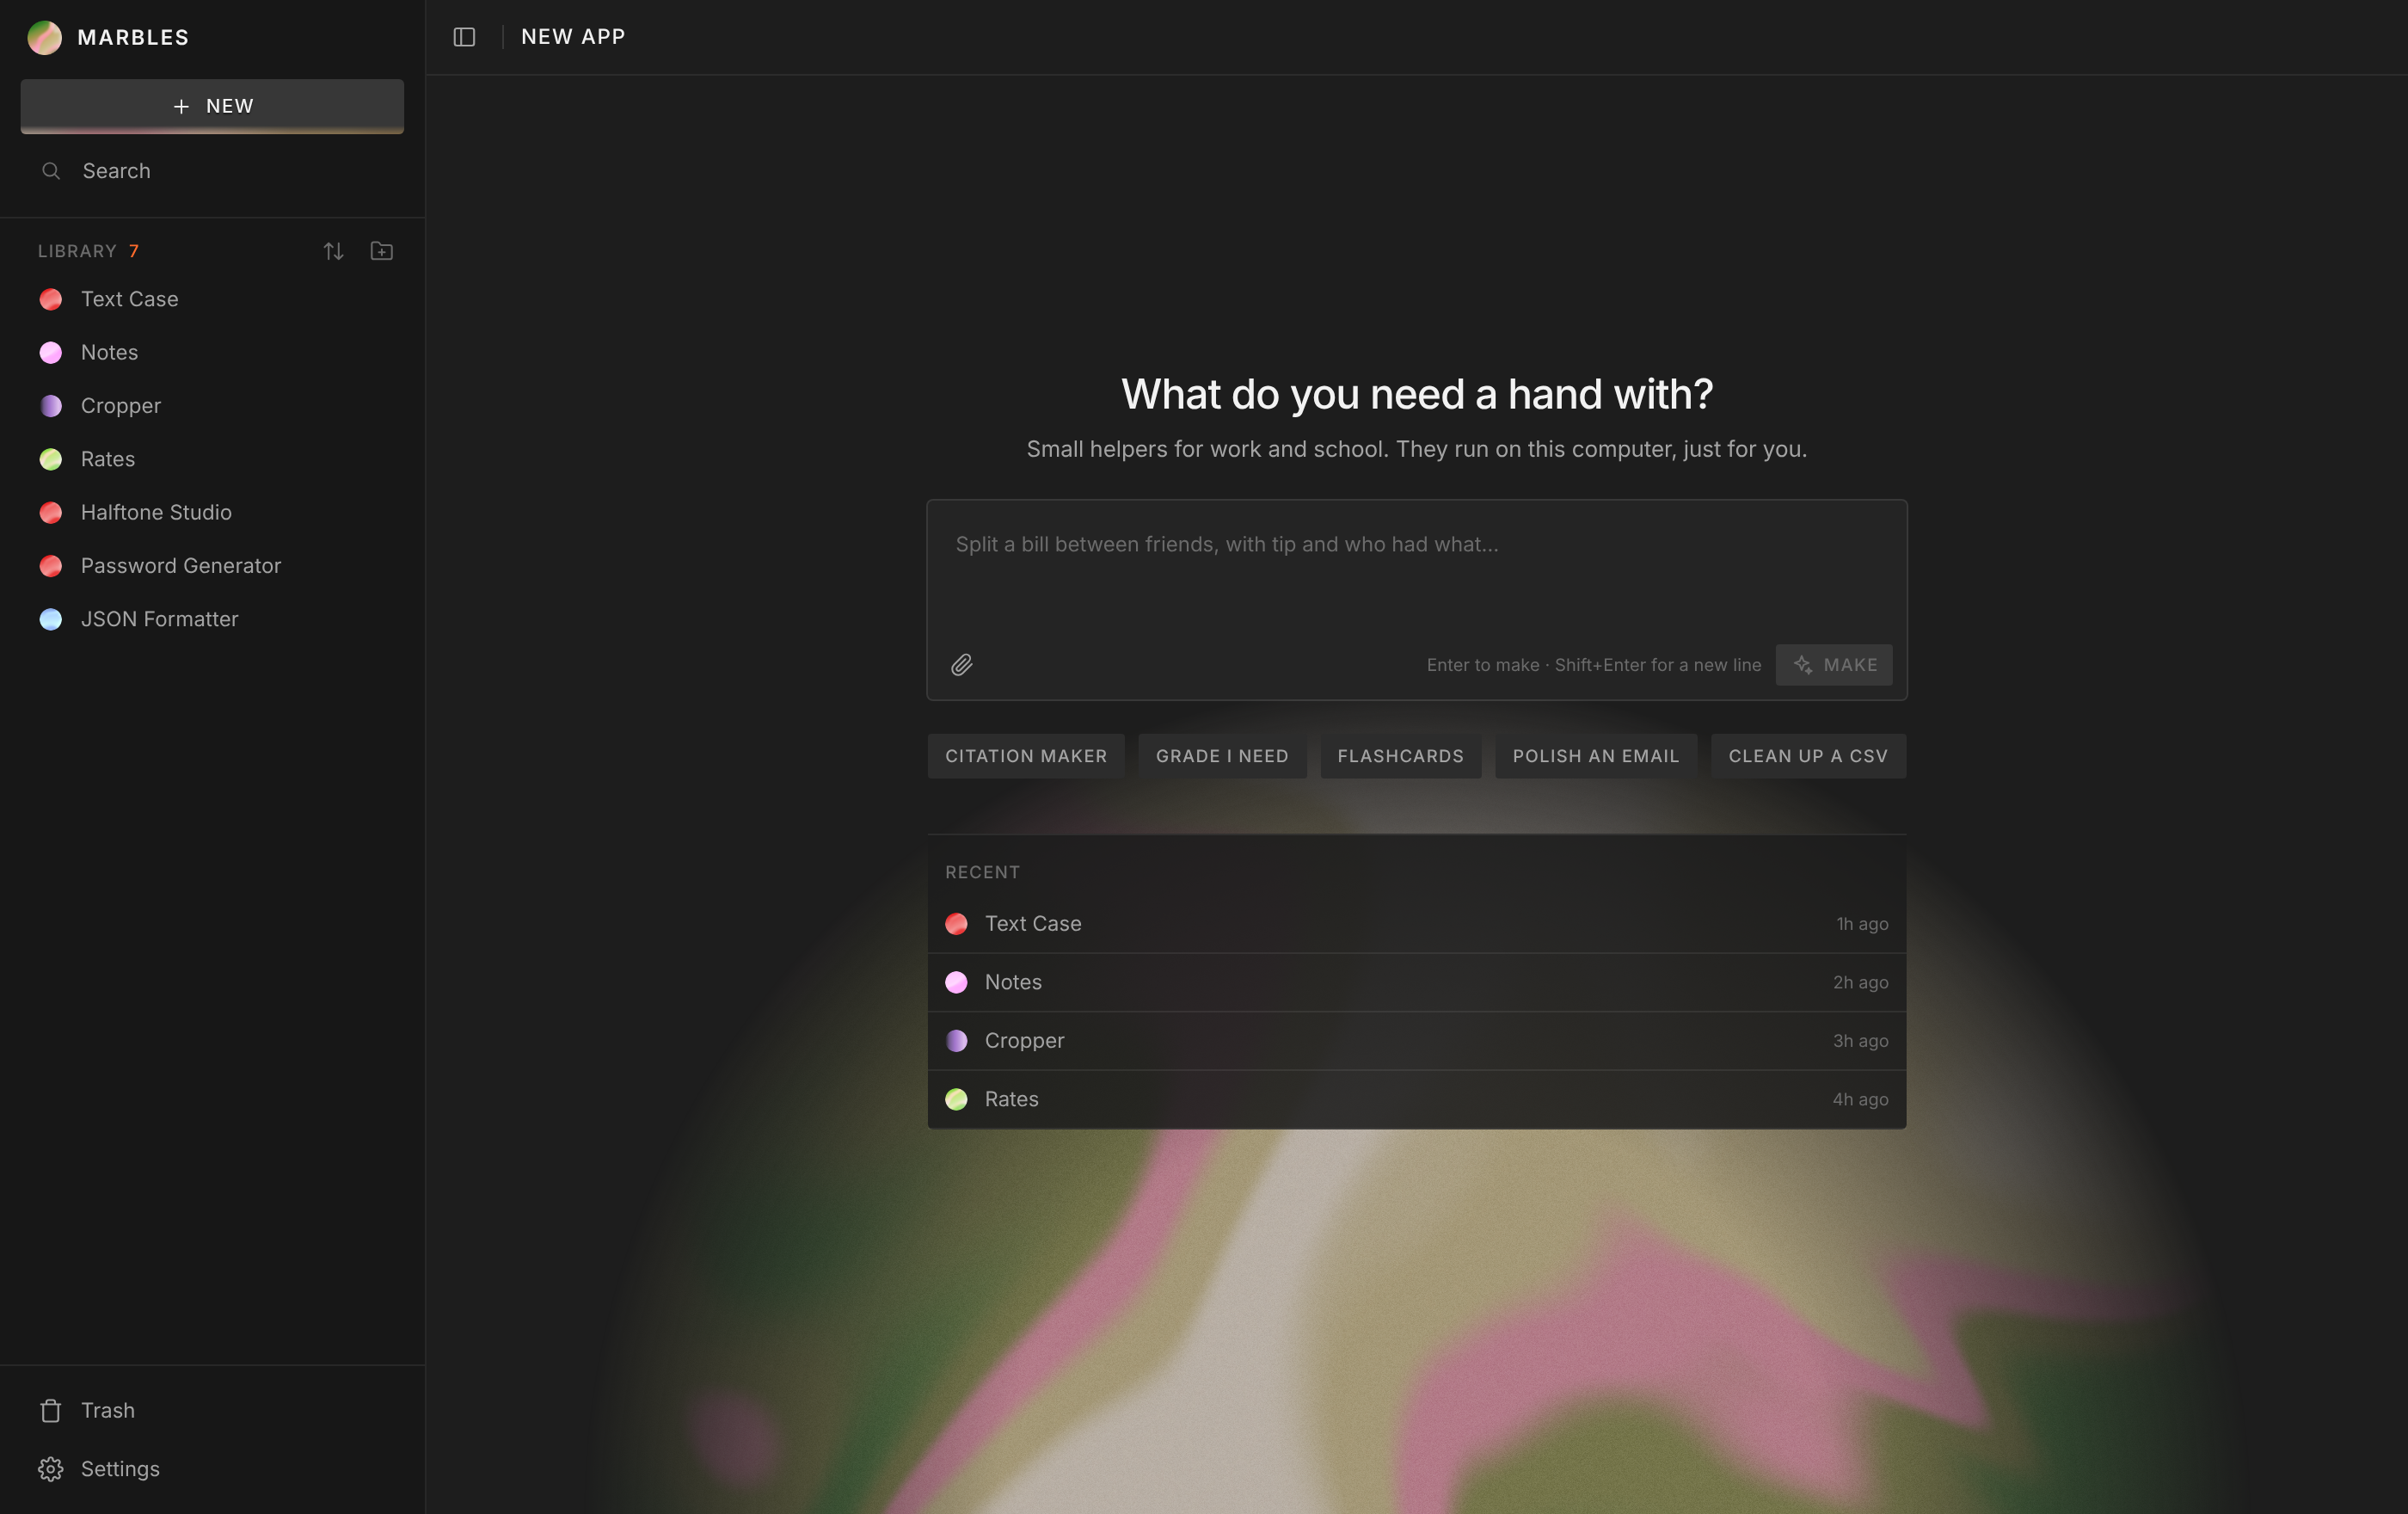 MARBLES
NEW
Search
LIBRARY 7
Text Case
Notes
Cropper
Rates
Halftone Studio
Password Generator
JSON Formatter
Trash
Settings
NEW APP
What do you need a hand with?
Small helpers for work and school. They run on this computer, just for you.
Split a bill between friends, with tip and who had what...
Enter to make · Shift+Enter for a new line MAKE
CITATION MAKER GRADE I NEED FLASHCARDS POLISH AN EMAIL CLEAN UP A CSV
RECENT
Text Case 1h ago
Notes 2h ago
Cropper 3h ago
Rates 4h ago